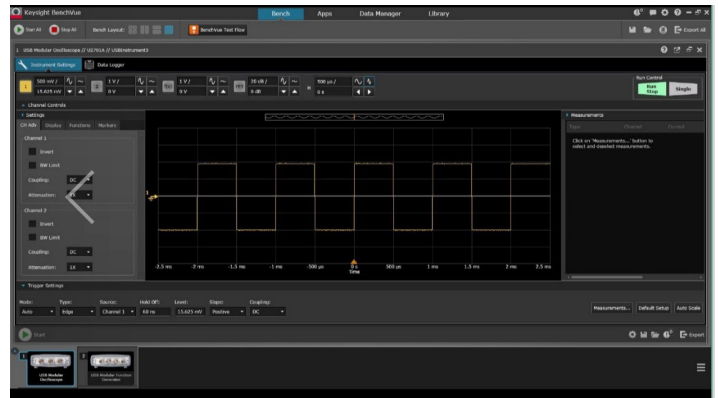 Keysight BenchVue
Bench Apps Data Manager Library
Start All Stop All Bench Layout: BenchVue Test Flow Export All
1 USB Modular Oscilloscope // U2701A // USBInstrument3
Instrument Settings Data Logger
1 500 mV / 2 1 V / 1 V / 20 dB / H 500 µs / Run Control
15.625 mV 0 V f(x) 0 V 0 dB 0 s Run Stop Single
Channel Controls
Settings Measurements
CH Adv Display Functions Markers Type Channel Current
Channel 1
Invert
BW Limit
Coupling: DC
Attenuation:
Click on 'Measurements...' button to
select and deselect measurements.
Channel 2
Invert
BW Limit
Coupling: DC
Attenuation: 1X
-2.5 ms -2 ms -1.5 ms -1 ms -500 µs 0 s 500 µs 1 ms 1.5 ms 2 ms 2.5 ms
Time
Trigger Settings
Mode: Type: Source: Hold Off: Level: Slope: Coupling:
Auto Edge Channel 1 60 ns 15.625 mV Positive DC Measurements... Default Setup Auto Scale
Start Export
1 2
USB Modular
Oscilloscope
USB Modular Function
Generator